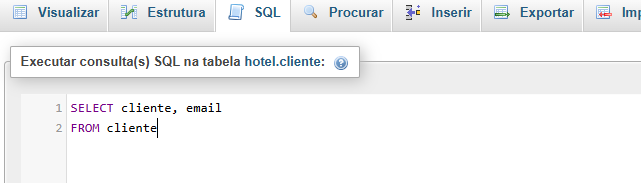 Visualizar Estrutura SQL Procurar Inserir Exportar Imp
Executar consulta(s) SQL na tabela hotel.cliente:
1 SELECT cliente, email
2 FROM cliente